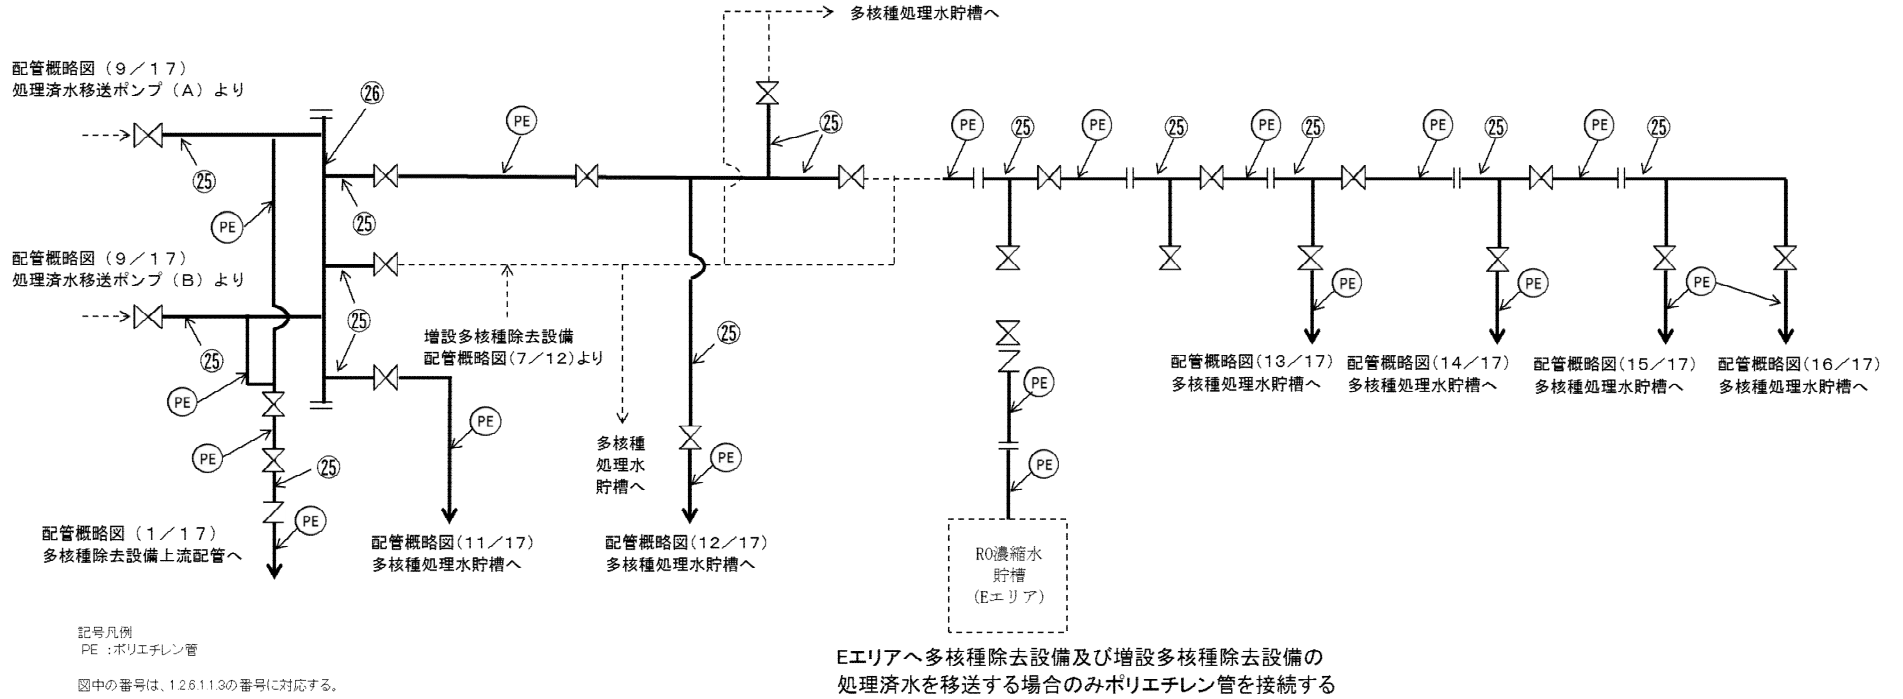 多核種処理水貯槽へ
配管概略図（９／１７）
処理済水移送ポンプ（Ａ）より
㉖
PE
㉕
PE
㉕
PE
㉕
PE
㉕
PE
㉕
PE
㉕
㉕
㉕
PE
配管概略図（９／１７）
処理済水移送ポンプ（Ｂ）より
㉕
㉕
㉕
増設多核種除去設備
配管概略図(７／１２)より
PE
PE
PE
PE
配管概略図(１３／１７)
多核種処理水貯槽へ
配管概略図(１４／１７)
多核種処理水貯槽へ
配管概略図(１５／１７)
多核種処理水貯槽へ
配管概略図(１６／１７)
多核種処理水貯槽へ
PE
PE
PE
PE
㉕
PE
PE
PE
多核種
処理水
貯槽へ
配管概略図（１／１７）
多核種除去設備上流配管へ
配管概略図(１１／１７)
多核種処理水貯槽へ
配管概略図(１２／１７)
多核種処理水貯槽へ
RO濃縮水
貯槽
(Eエリア)
記号凡例
PE ：ポリエチレン管
図中の番号は、1.2.6.1.1.3の番号に対応する。
Eエリアへ多核種除去設備及び増設多核種除去設備の
処理済水を移送する場合のみポリエチレン管を接続する